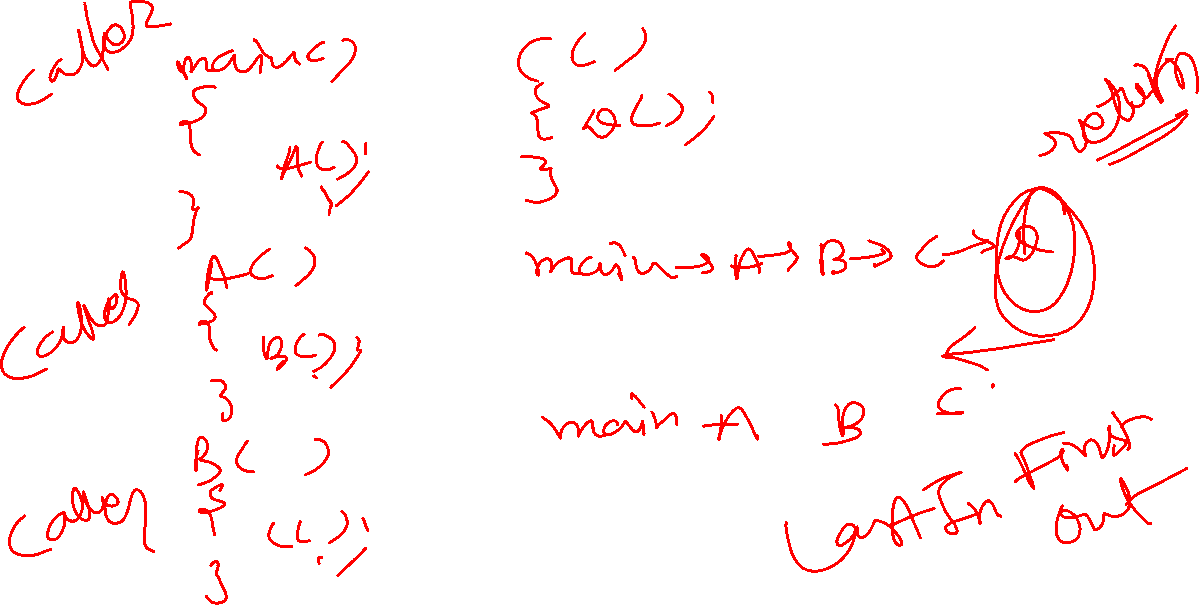 caller
main()
{
A();
}
caller
A()
{
B();
}
caller
B( )
{
C();
}
C()
{ D();
}
return
main → A → B → C → D
main A B C
Last In First
out